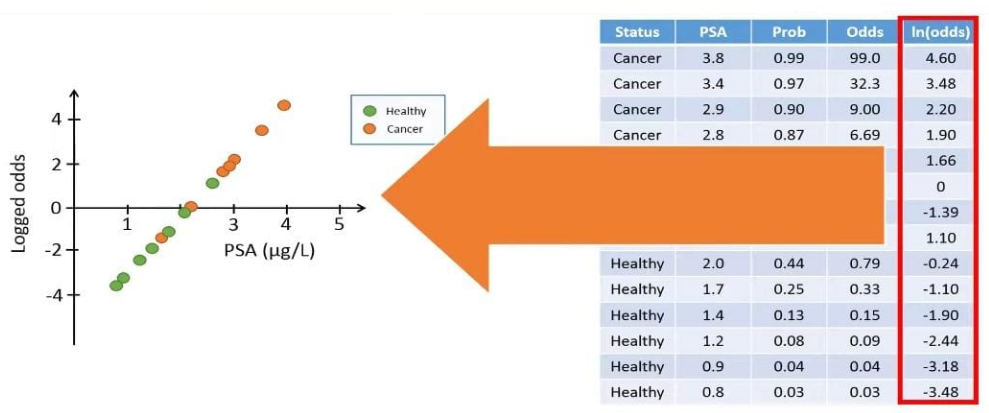 Status PSA Prob Odds ln(odds)
Cancer 3.8 0.99 99.0 4.60
Cancer 3.4 0.97 32.3 3.48
Cancer 2.9 0.90 9.00 2.20
Cancer 2.8 0.87 6.69 1.90
1.66
0
-1.39
1.10
Healthy 2.0 0.44 0.79 -0.24
Healthy 1.7 0.25 0.33 -1.10
Healthy 1.4 0.13 0.15 -1.90
Healthy 1.2 0.08 0.09 -2.44
Healthy 0.9 0.04 0.04 -3.18
Healthy 0.8 0.03 0.03 -3.48
Healthy
Cancer
4
2
0
-2
-4
1 3 4 5
Logged odds
PSA (µg/L)